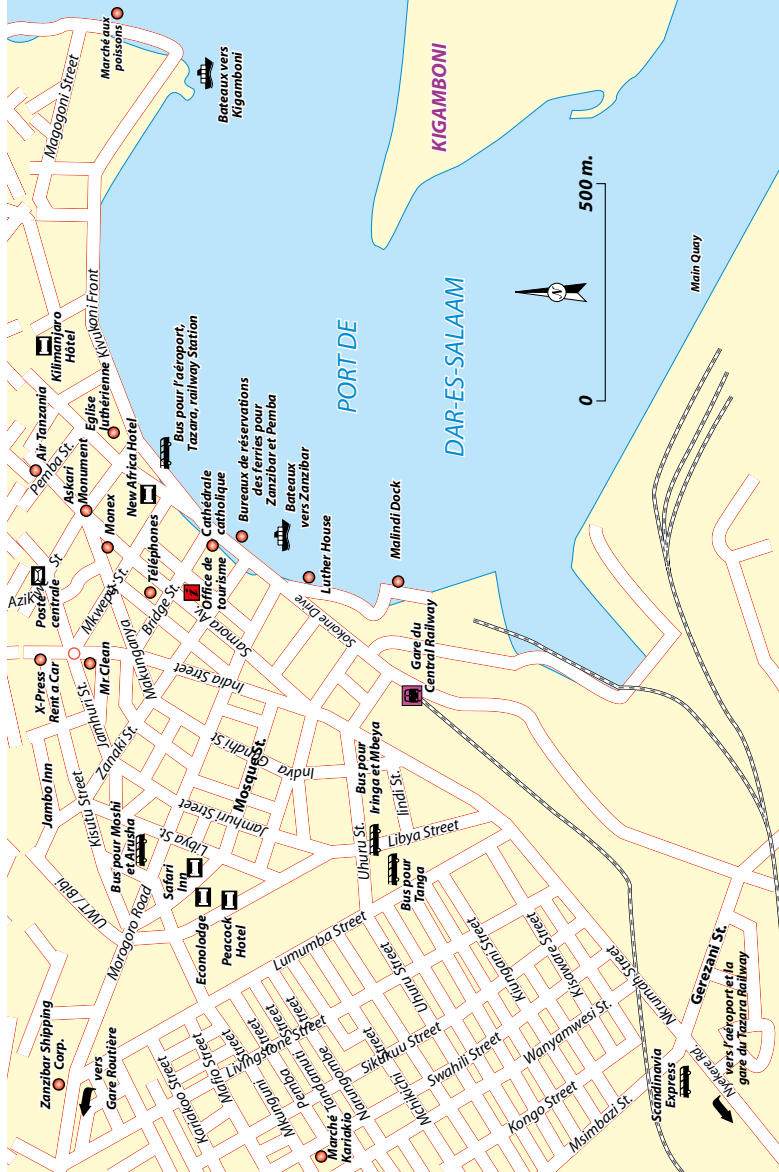 Marché aux
poissons
Magogoni Street
Bateaux vers
Kigamboni
KIGAMBONI
500 m.
0
N
Main Quay
PORT DE
DAR-ES-SALAAM
Kivukoni Front
Kilimanjaro
Hôtel
Eglise
luthérienne
Air Tanzania
Pemba St.
Askari
Monument
New Africa Hotel
Bus pour l'aéroport,
Tazara, railway Station
Monex
Téléphones
Cathédrale
catholique
Bureaux de réservations
des ferries pour
Zanzibar et Pemba
Bateaux
vers Zanzibar
Luther House
Malindi Dock
St
Poste
centrale
Mkwepu St.
Bridge St.
i
Office de
tourisme
Samora Av.
Sokoine Drive
Makunganya
India Street
X-Press
Rent a Car
Mr.Clean
Jamhuri St.
Zanaki St.
Gare du
Central Railway
Jambo Inn
Kisutu Street
Mosque St.
Gandhi St
Indira
Jamhuri Street
Libya St.
Bus pour Moshi
et Arusha
Safari
Inn
Econolodge
Peacock
Hotel
UWT / Bibi
Morogoro Road
Bus pour
Iringa et Mbeya
Uhuru St.
Jindi St.
Libya Street
Bus pour
Tanga
Lumumba Street
Uhuru Street
Kiungani Street
Kisaware Street
Nkrumah Street
Gerezani St.
Zanzibar Shipping
Corp.
vers
Gare Routière
Kariakoo Street
Mafio Street
Livingstone Street
Mkunguni
Street
Pemba
Street
Tandamuti
Street
Narungombe
Street
Sikukuu Street
Mchikichi
Swahili Street
Wanyamwesi St.
Kongo Street
Msimbazi St.
Marché
Kariakio
Scandinavia
Express
Nyekere Rd.
vers l'aéroport et la
gare du Tazara Railway